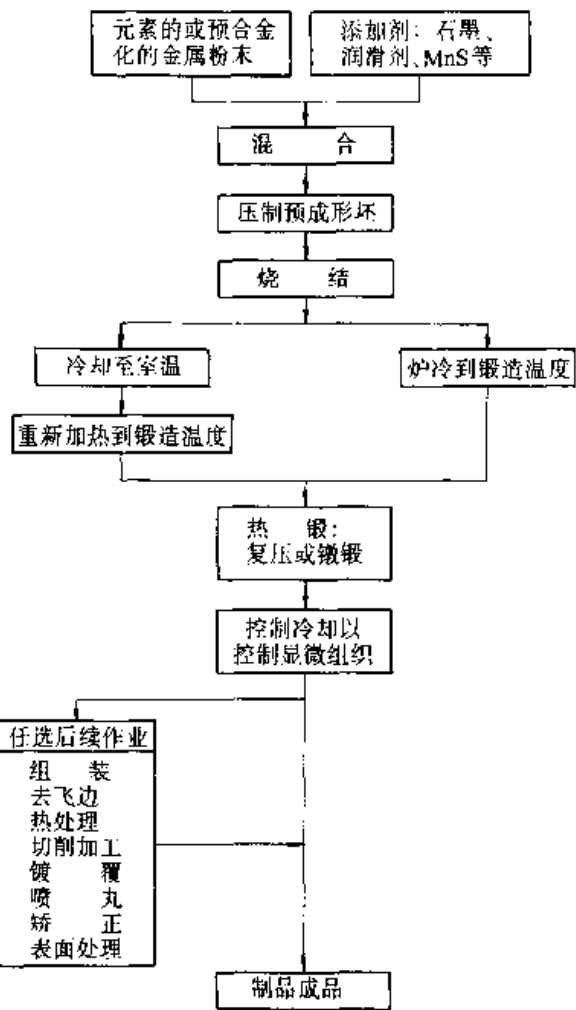 元素的或预合金
化的金属粉末
添加剂：石墨、
润滑剂、MnS等
混 合
压制预成形坯
烧 结
冷却至室温
炉冷到锻造温度
重新加热到锻造温度
热 锻：
复压或镦锻
控制冷却以
控制显微组织
任选后续作业
组 装
去飞边
热处理
切削加工
镀 覆
喷 丸
矫 正
表面处理
制品成品